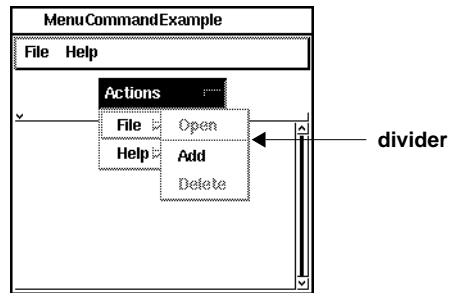 MenuCommandExample
File Help
Actions
File Open
Help Add
Delete
divider